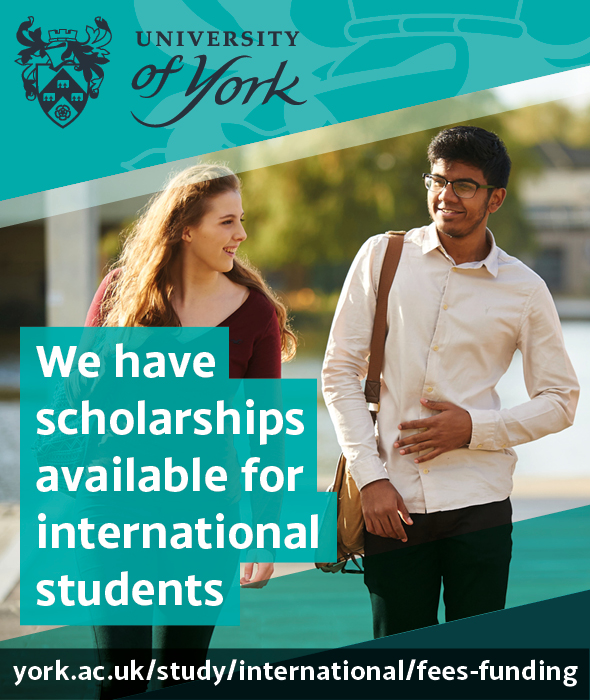 UNIVERSITY
of York
We have
scholarships
available for
international
students
york.ac.uk/study/international/fees-funding